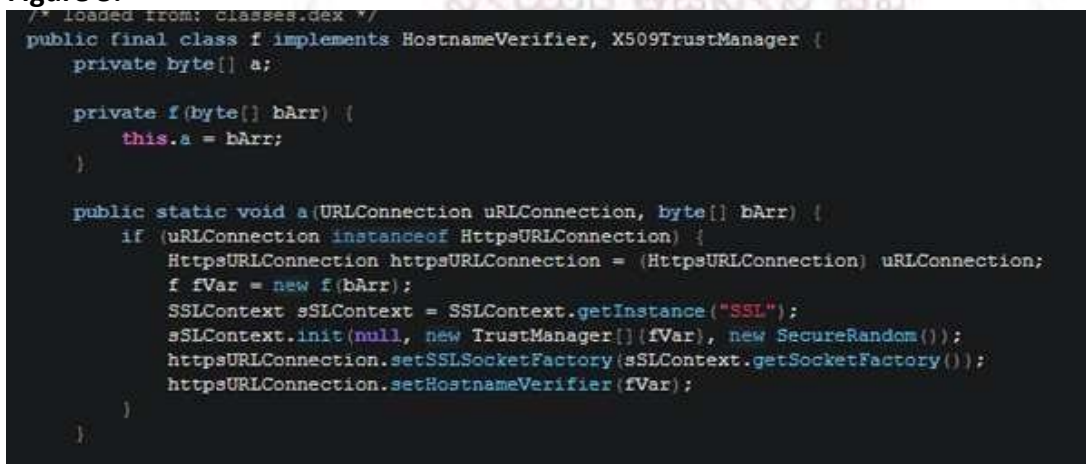 /* loaded from: classes.dex */
public final class f implements HostnameVerifier, X509TrustManager {
    private byte[] a;
    private f(byte[] bArr) {
        this.a = bArr;
    }
    public static void a(URLConnection uRLConnection, byte[] bArr) {
        if (uRLConnection instanceof HttpsURLConnection) {
            HttpsURLConnection httpsURLConnection = (HttpsURLConnection) uRLConnection;
            f fVar = new f(bArr);
            SSLContext sSLContext = SSLContext.getInstance("SSL");
            sSLContext.init(null, new TrustManager[]{fVar}, new SecureRandom());
            httpsURLConnection.setSSLSocketFactory(sSLContext.getSocketFactory());
            httpsURLConnection.setHostnameVerifier(fVar);
        }
    }